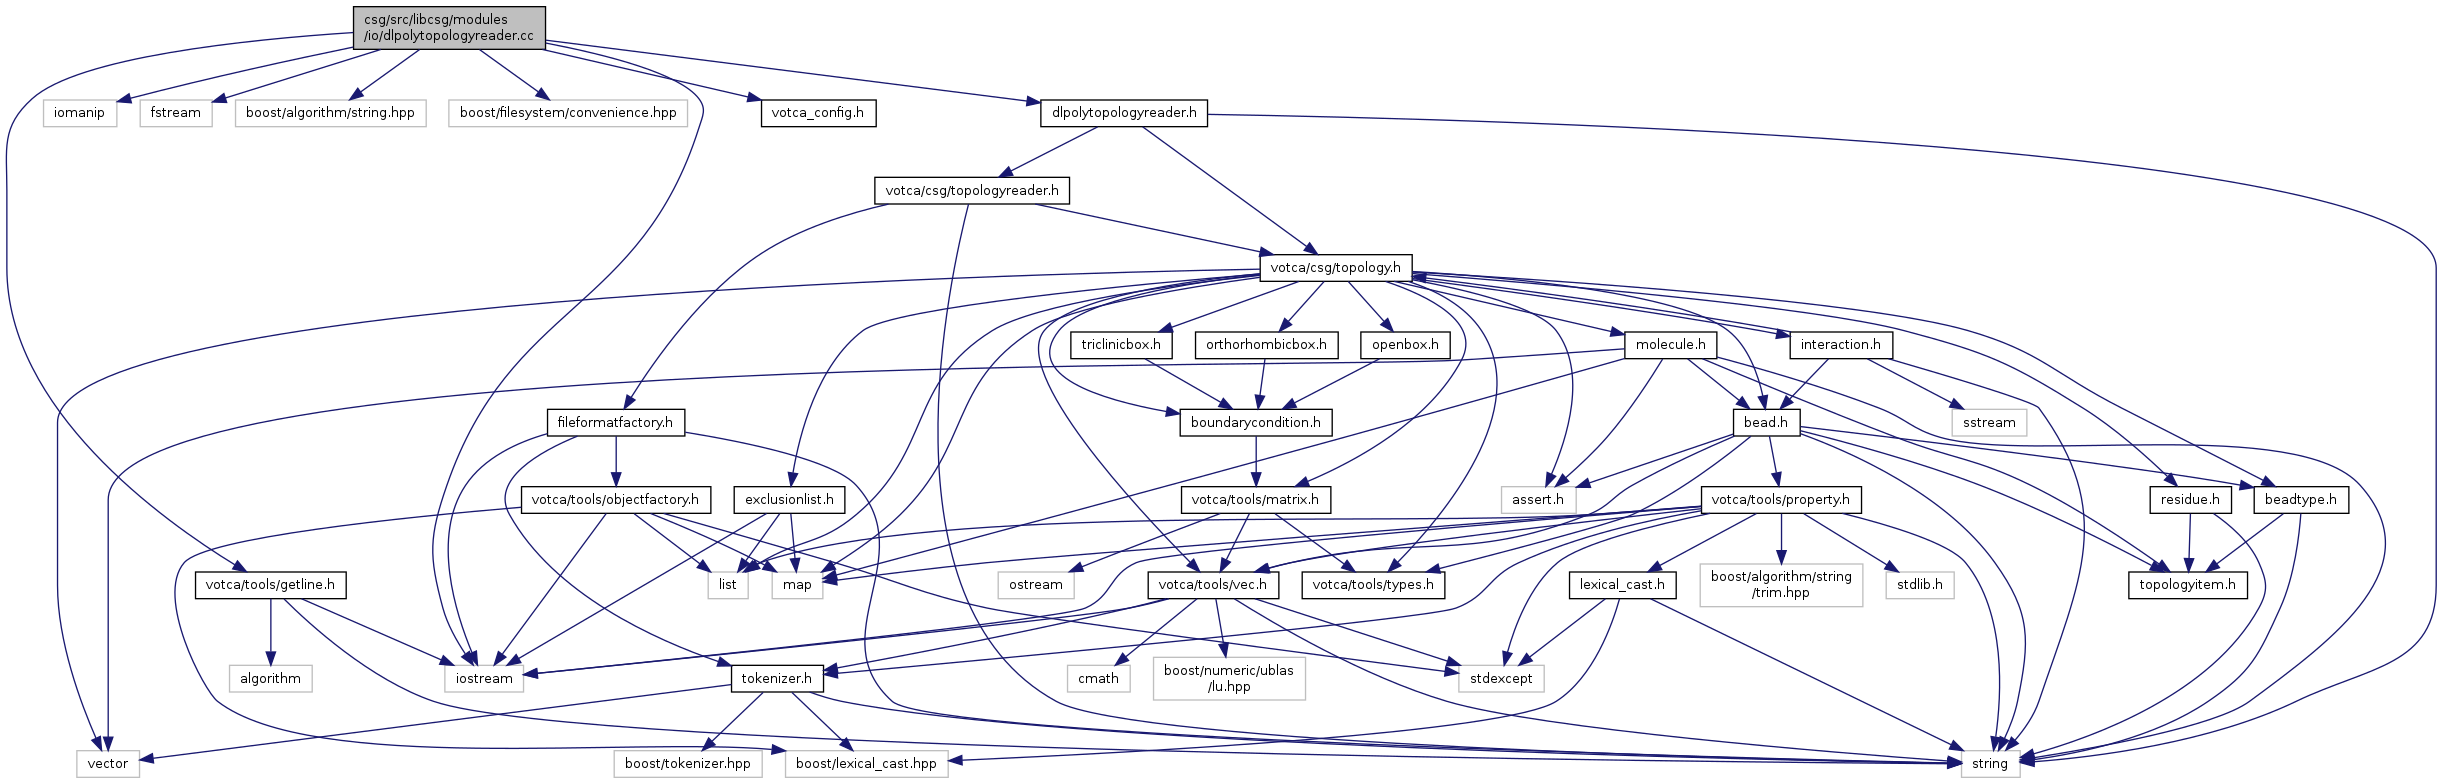 csg/src/libcsg/modules
/io/dlpolytopologyreader.cc
iomanip
fstream
boost/algorithm/string.hpp
boost/filesystem/convenience.hpp
votca_config.h
dlpolytopologyreader.h
votca/csg/topologyreader.h
votca/csg/topology.h
triclinicbox.h
orthorhombicbox.h
openbox.h
molecule.h
interaction.h
fileformatfactory.h
boundarycondition.h
bead.h
sstream
votca/tools/objectfactory.h
exclusionlist.h
votca/tools/matrix.h
assert.h
votca/tools/property.h
residue.h
beadtype.h
votca/tools/getline.h
list
map
ostream
votca/tools/vec.h
votca/tools/types.h
lexical_cast.h
boost/algorithm/string
/trim.hpp
stdlib.h
topologyitem.h
algorithm
iostream
tokenizer.h
cmath
boost/numeric/ublas
/lu.hpp
stdexcept
vector
boost/tokenizer.hpp
boost/lexical_cast.hpp
string